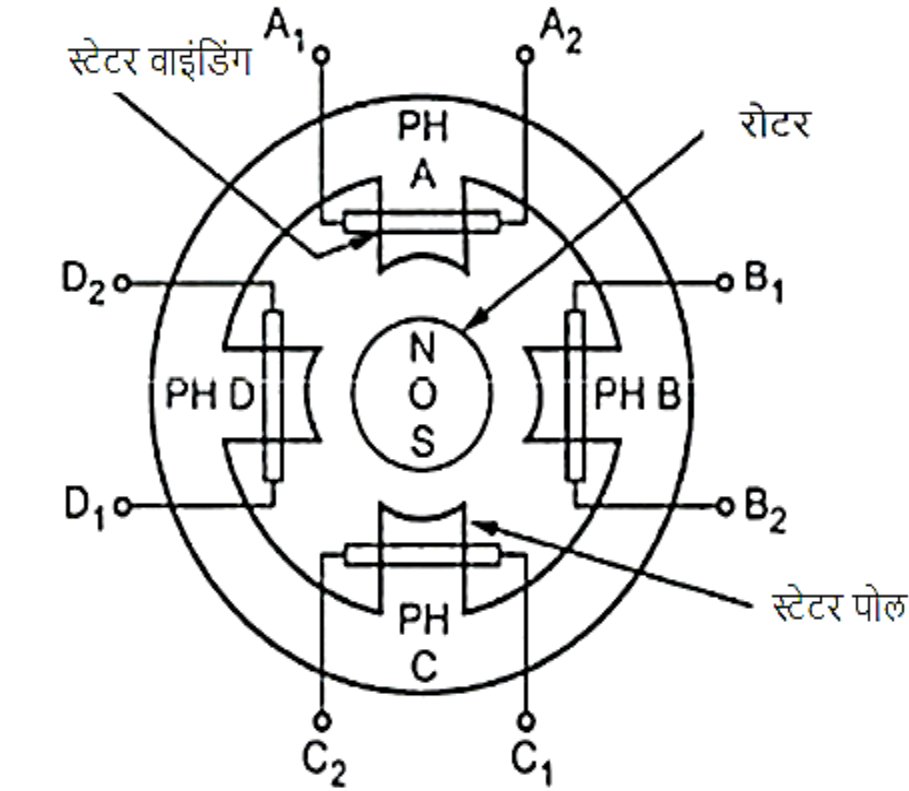 A1
A2
स्टेटर वाइंडिंग
रोटर
PH
A
D2
B1
N
PH D
O
PH B
S
D1
B2
स्टेटर पोल
PH
C
C2
C1